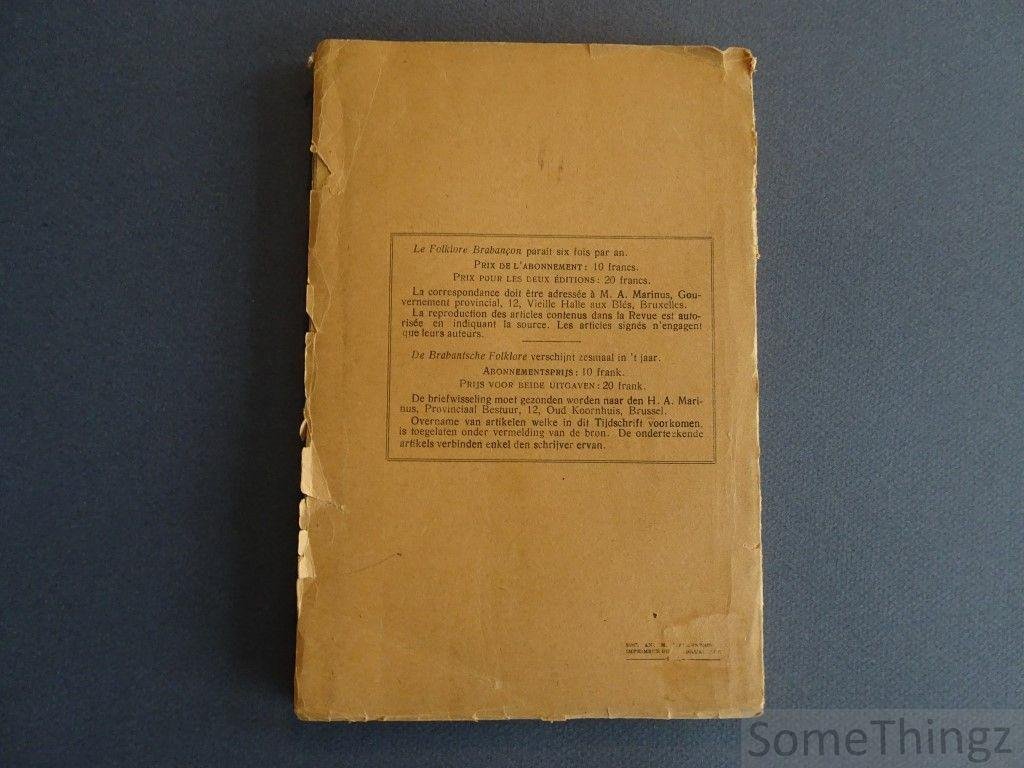 Le Folklore Brabançon paraît six fois par an.
PRIX DE L'ABONNEMENT : 10 francs.
PRIX POUR LES DEUX ÉDITIONS : 20 francs.
La correspondance doit être adressée à M. A. Marinus, Gou-
vernement provincial, 12, Vieille Halle aux Blés, Bruxelles.
La reproduction des articles contenus dans la Revue est auto-
risée en indiquant la source. Les articles signés n'engagent
que leurs auteurs.
De Brabantsche Folklore verschijnt zesmaal in 't jaar.
ABONNEMENTSPRIJS : 10 frank.
PRIJS VOOR BEIDE UITGAVEN : 20 frank.
De briefwisseling moet gezonden worden naar den H. A. Mari-
nus, Provinciaal Bestuur, 12, Oud Koornhuis, Brussel.
Overname van artikelen welke in dit Tijdschrift voorkomen,
is toegelaten onder vermelding van de bron. De onderteekende
artikels verbinden enkel den schrijver ervan.
SomeThingz